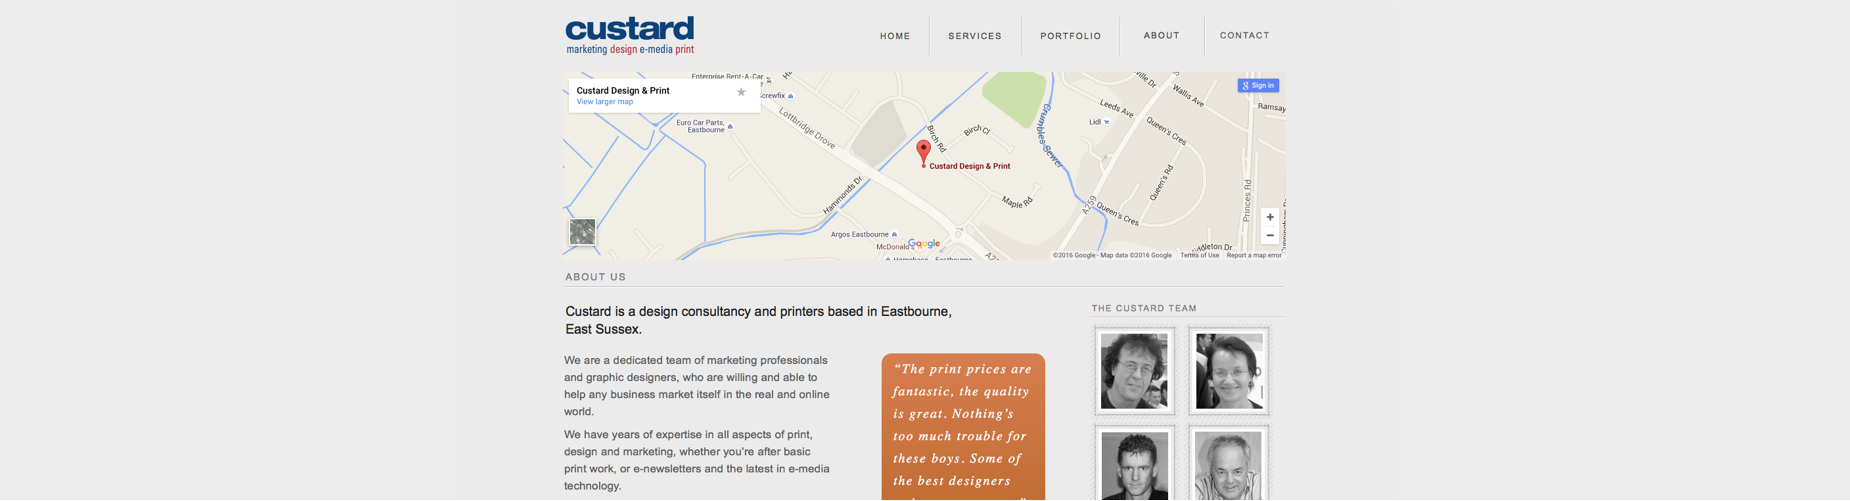 custard
marketing design e-media print
HOME
SERVICES
PORTFOLIO
ABOUT
CONTACT
Custard Design & Print
View larger map
Sign in
Enterprise Rent-A-Car
Screwfix
Euro Car Parts,
Eastbourne
Lottbridge Drove
Birch Rd
Birch Cl
Crumbles Sewer
Leeds Ave
Wallis Ave
Lidl
Queen's Cres
Ramsay
Custard Design & Print
Hammonds Dr
Maple Rd
A259
Queen's Cres
Queen's Rd
Princes Rd
Argos Eastbourne
McDonald's
Google
+
−
©2016 Google - Map data ©2016 Google
Terms of Use
Report a map error
ABOUT US
Custard is a design consultancy and printers based in Eastbourne,
East Sussex.
We are a dedicated team of marketing professionals
and graphic designers, who are willing and able to
help any business market itself in the real and online
world.
We have years of expertise in all aspects of print,
design and marketing, whether you're after basic
print work, or e-newsletters and the latest in e-media
technology.
“The print prices are
fantastic, the quality
is great. Nothing’s
too much trouble for
these boys. Some of
the best designers
THE CUSTARD TEAM